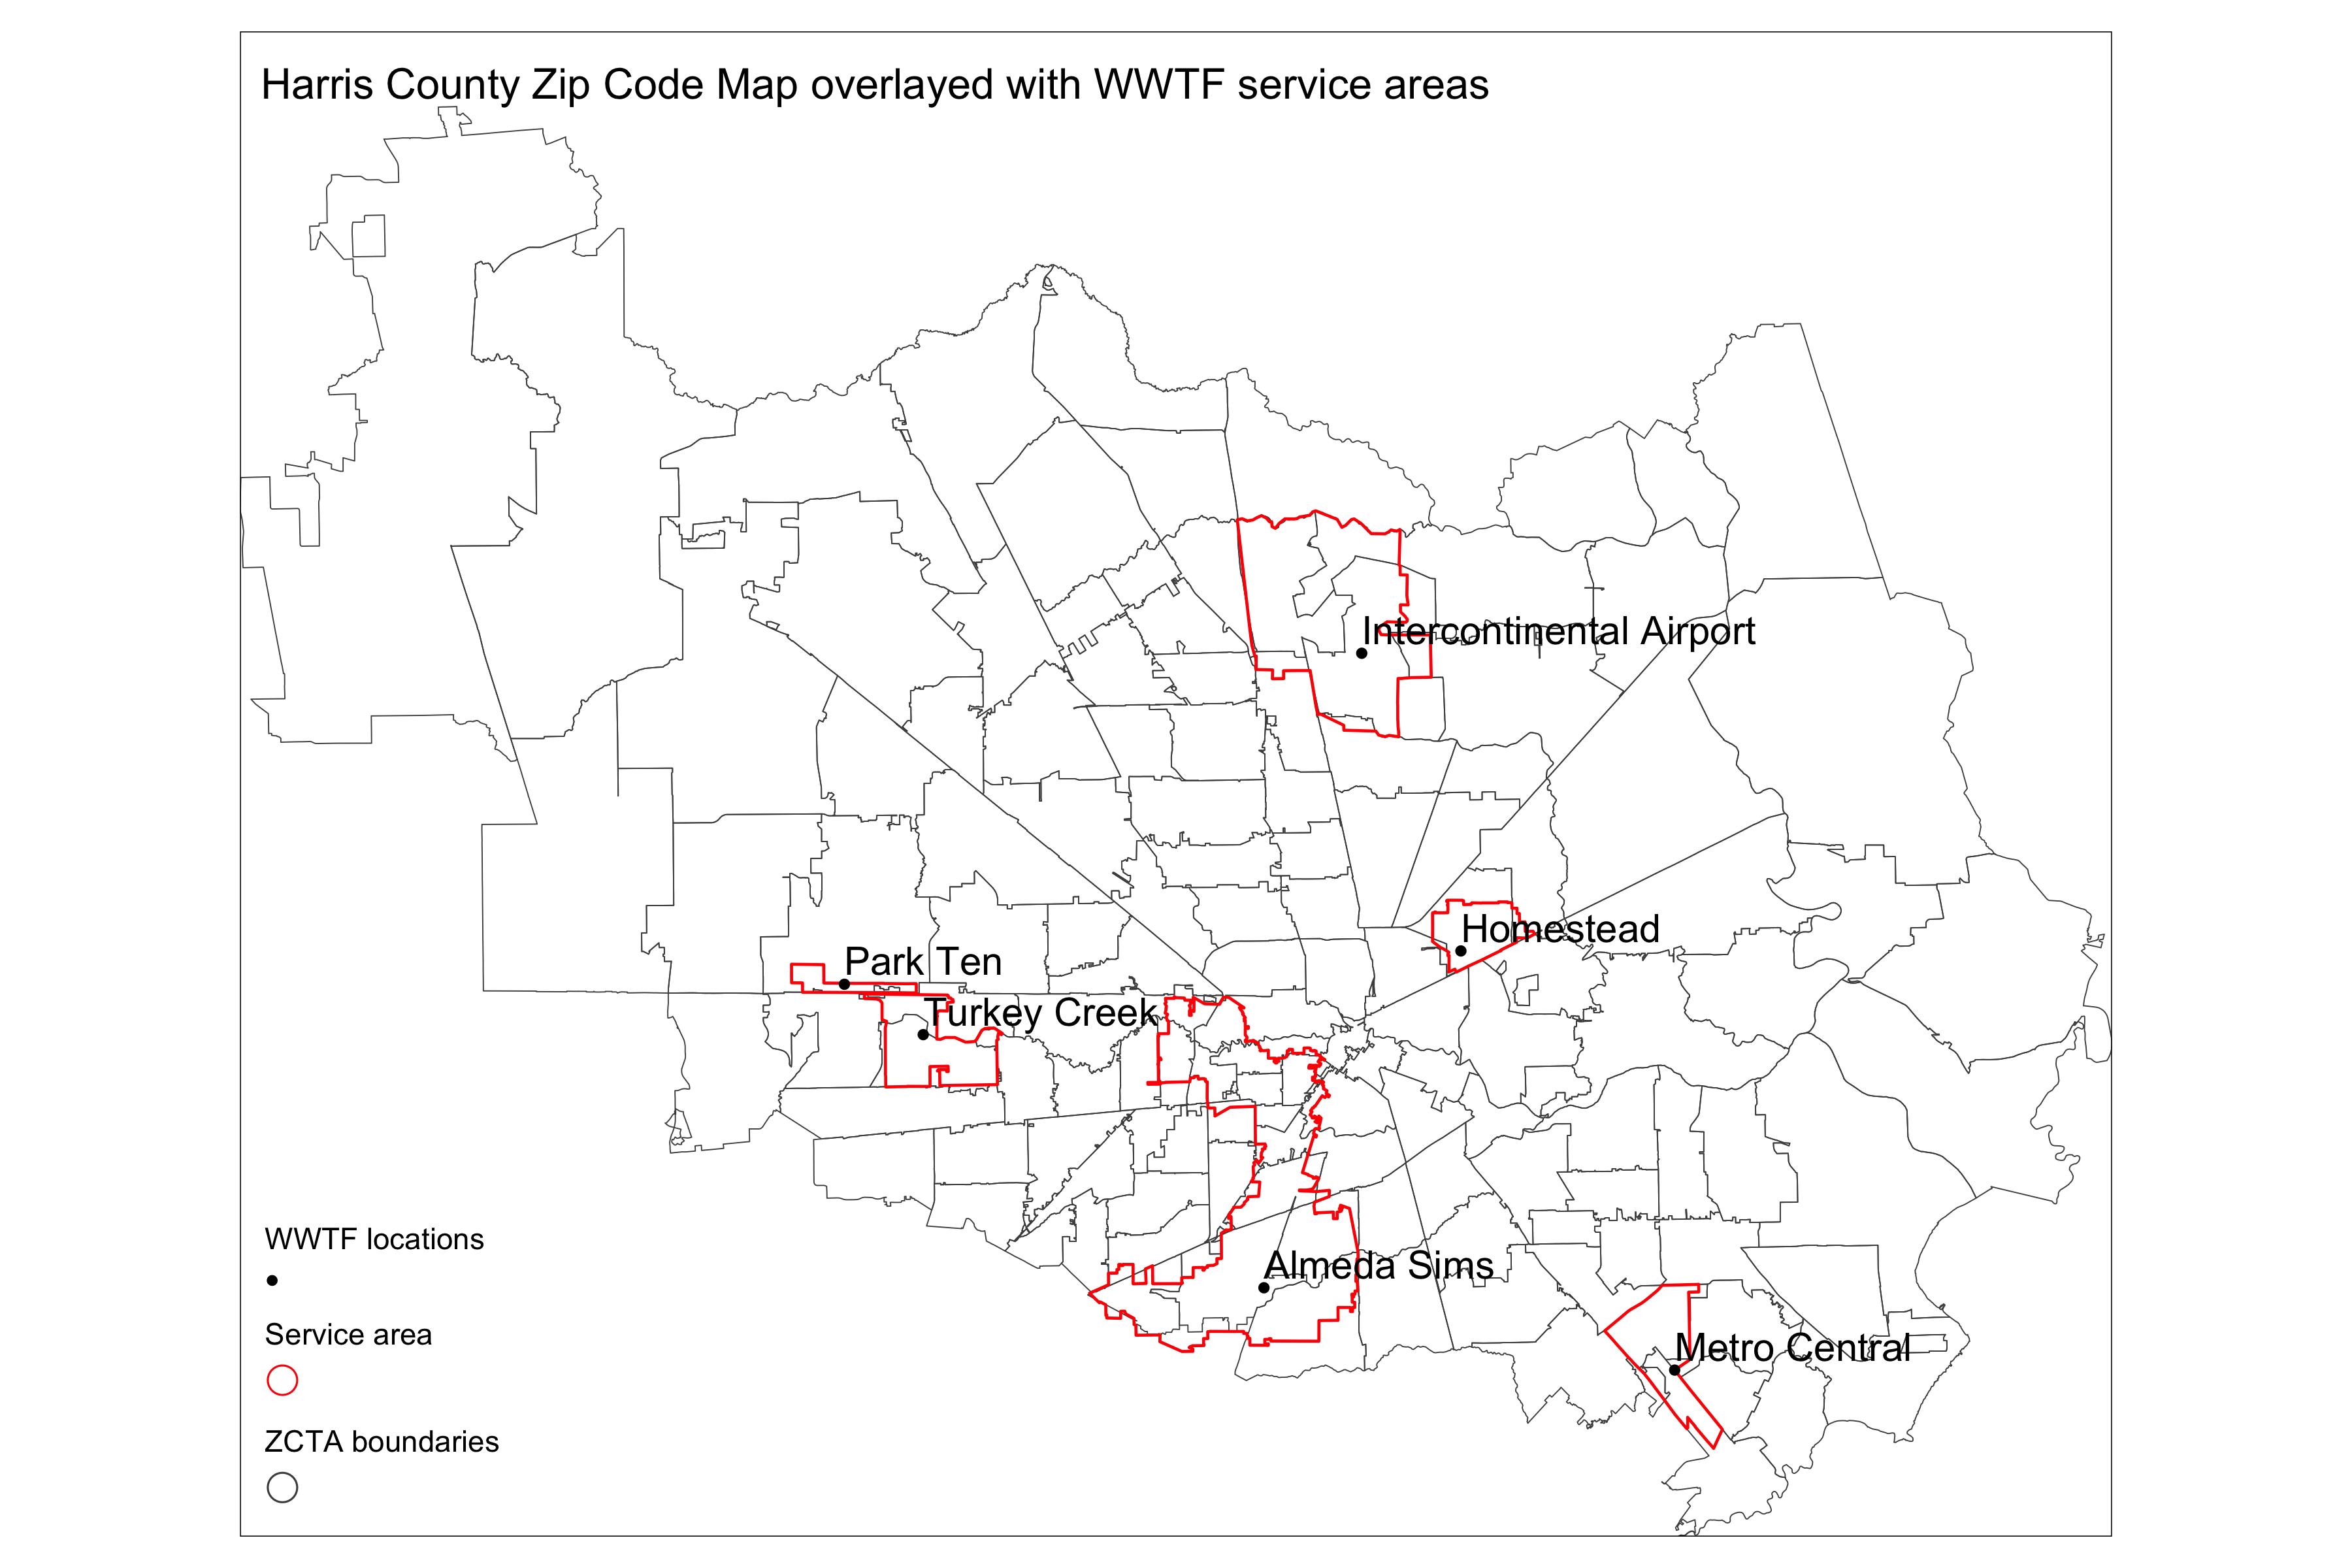 Harris County Zip Code Map overlayed with WWTF service areas
Intercontinental Airport
Homestead
Park Ten
Turkey Creek
Almeda Sims
Metro Central
WWTF locations
Service area
ZCTA boundaries